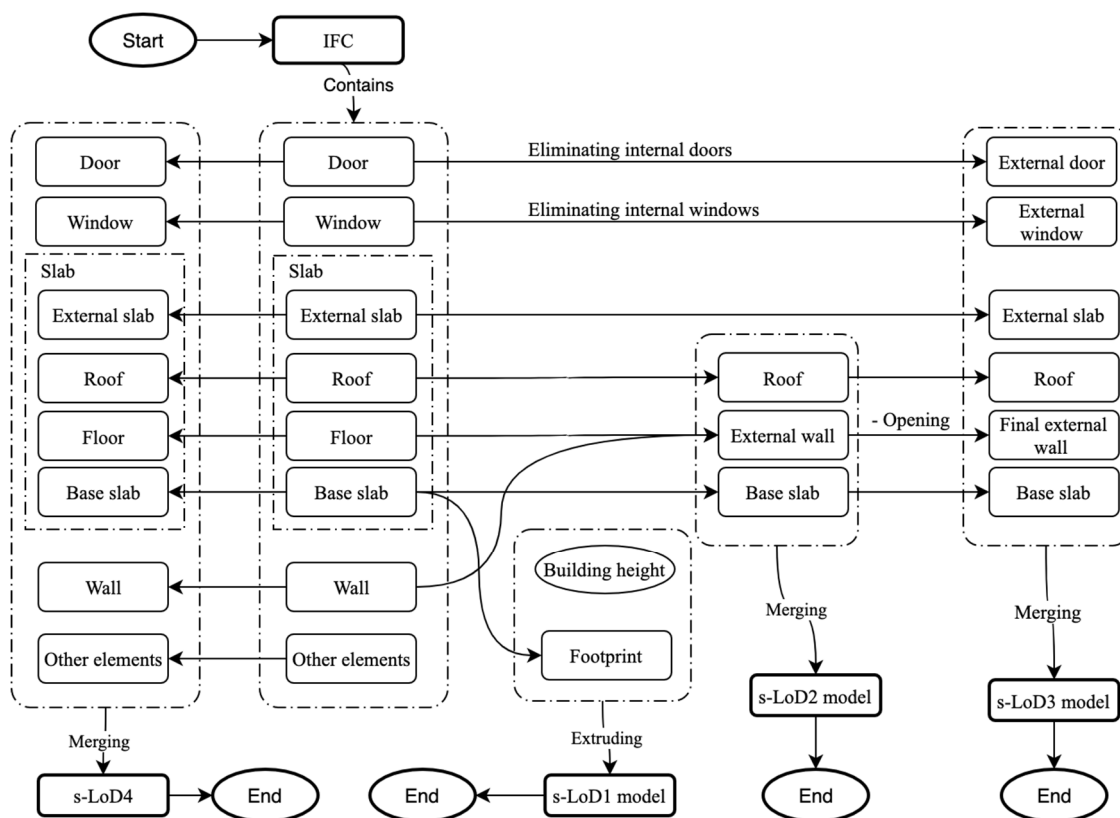 Start
IFC
Contains
Door
Door
Eliminating internal doors
External door
Window
Window
Eliminating internal windows
External
window
Slab
Slab
External slab
External slab
External slab
Roof
Roof
Roof
Roof
Floor
Floor
External wall
- Opening
Final external
wall
Base slab
Base slab
Base slab
Base slab
Building height
Wall
Wall
Merging
Merging
Other elements
Other elements
Footprint
s-LoD2 model
s-LoD3 model
Merging
Extruding
s-LoD4
End
End
s-LoD1 model
End
End